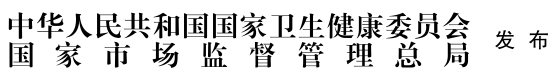 中华人民共和国国家卫生健康委员会
国家市场监督管理总局 发布